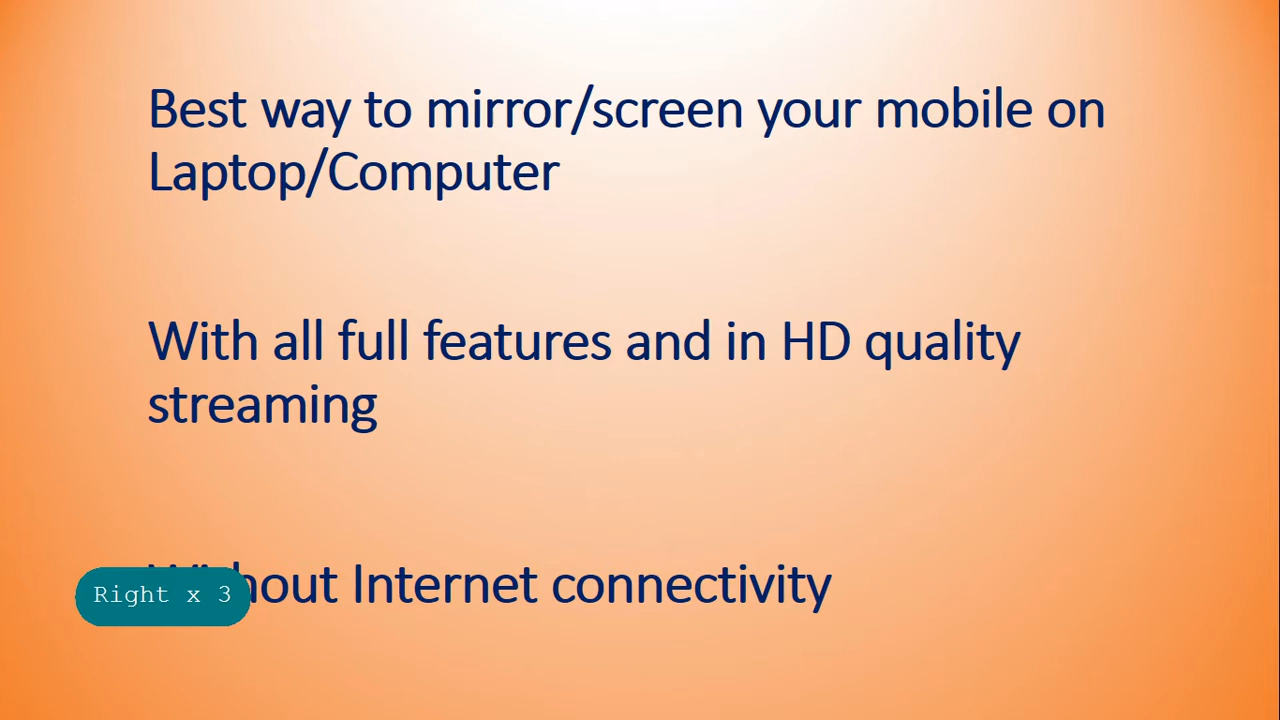 Best way to mirror/screen your mobile on
Laptop/Computer
With all full features and in HD quality
streaming
Without Internet connectivity
Right x 3